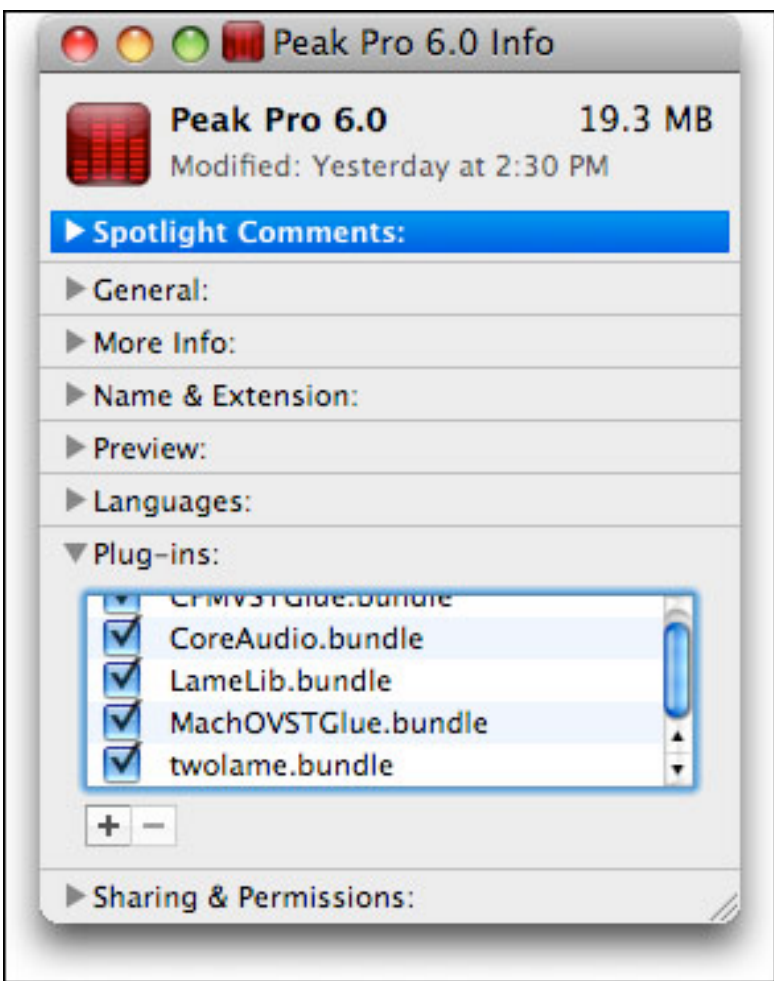 Peak Pro 6.0 Info
Peak Pro 6.0 19.3 MB
Modified: Yesterday at 2:30 PM
Spotlight Comments:
General:
More Info:
Name & Extension:
Preview:
Languages:
Plug-ins:
CFMVSTGlue.bundle
CoreAudio.bundle
LameLib.bundle
MachOVSTGlue.bundle
twolame.bundle
Sharing & Permissions: